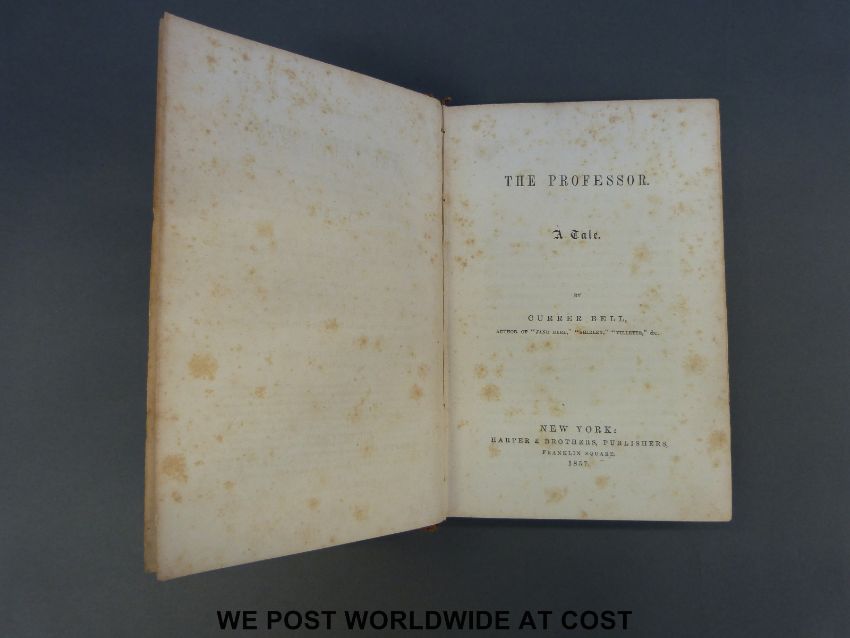 THE PROFESSOR.
A Tale.
BY
CURRER BELL,
AUTHOR OF "JANE EYRE," "SHIRLEY," "VILLETTE," &c.
NEW YORK:
HARPER & BROTHERS, PUBLISHERS,
FRANKLIN SQUARE.
1857.
WE POST WORLDWIDE AT COST